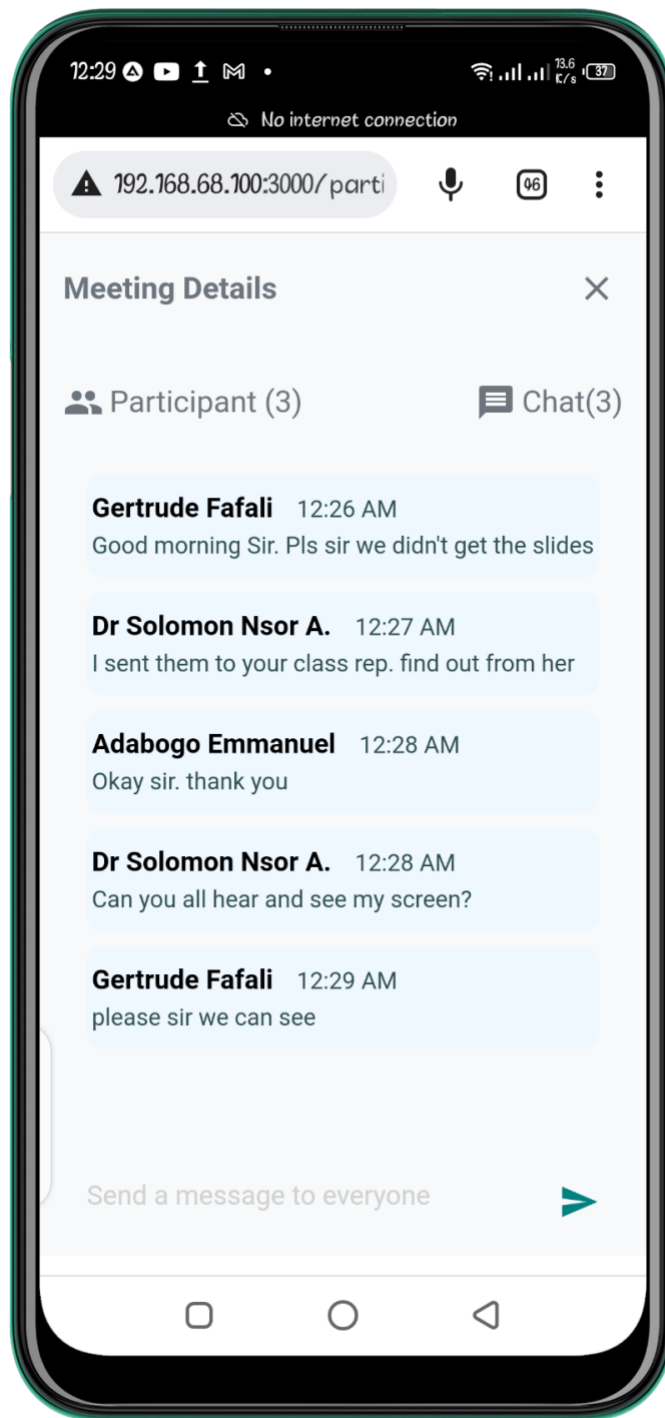 12:29
13.6
K/s
37
No internet connection
192.168.68.100:3000/parti
46
Meeting Details
Participant (3)
Chat(3)
Gertrude Fafali 12:26 AM
Good morning Sir. Pls sir we didn't get the slides
Dr Solomon Nsor A. 12:27 AM
I sent them to your class rep. find out from her
Adabogo Emmanuel 12:28 AM
Okay sir. thank you
Dr Solomon Nsor A. 12:28 AM
Can you all hear and see my screen?
Gertrude Fafali 12:29 AM
please sir we can see
Send a message to everyone